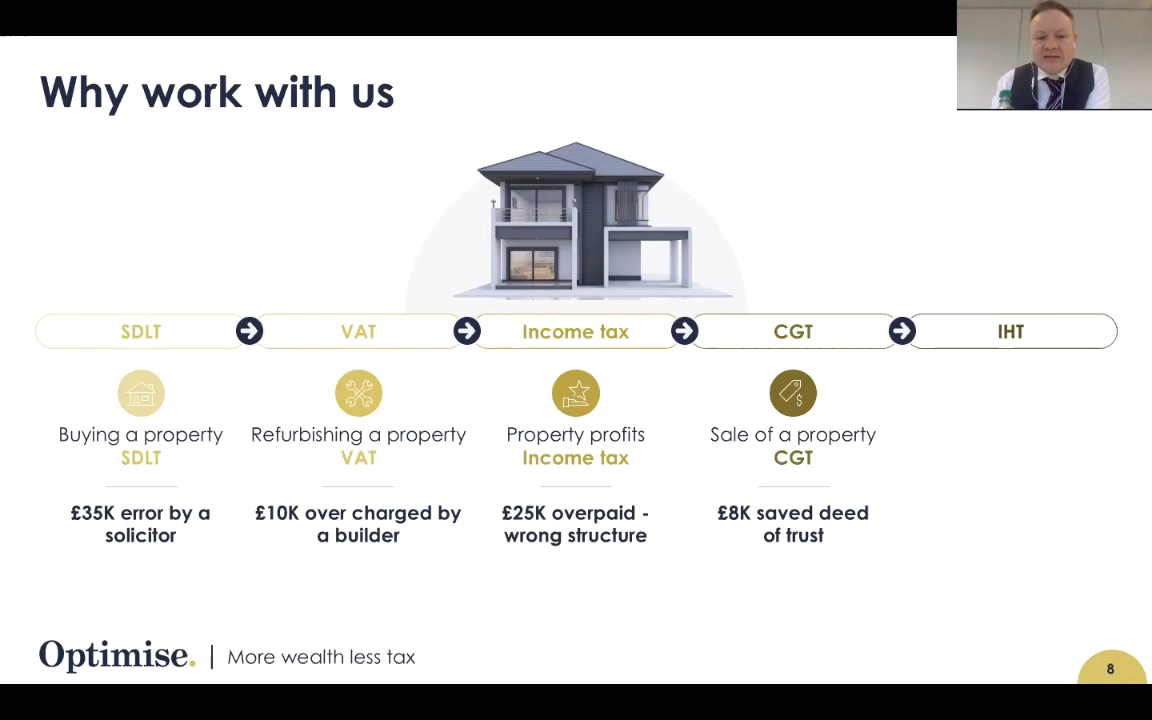 Why work with us
SDLT
VAT
Income tax
CGT
IHT
Buying a property
SDLT
£35K error by a
solicitor
Refurbishing a property
VAT
£10K over charged by
a builder
Property profits
Income tax
£25K overpaid -
wrong structure
Sale of a property
CGT
£8K saved deed
of trust
Optimise. | More wealth less tax
8